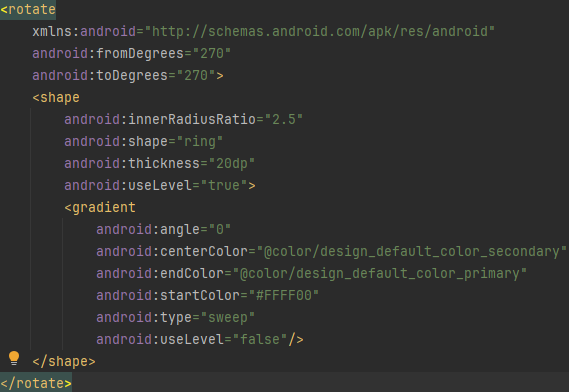 <rotate
    xmlns:android="http://schemas.android.com/apk/res/android"
    android:fromDegrees="270"
    android:toDegrees="270">
    <shape
        android:innerRadiusRatio="2.5"
        android:shape="ring"
        android:thickness="20dp"
        android:useLevel="true">
        <gradient
            android:angle="0"
            android:centerColor="@color/design_default_color_secondary"
            android:endColor="@color/design_default_color_primary"
            android:startColor="#FFFF00"
            android:type="sweep"
            android:useLevel="false"/>
    </shape>
</rotate>